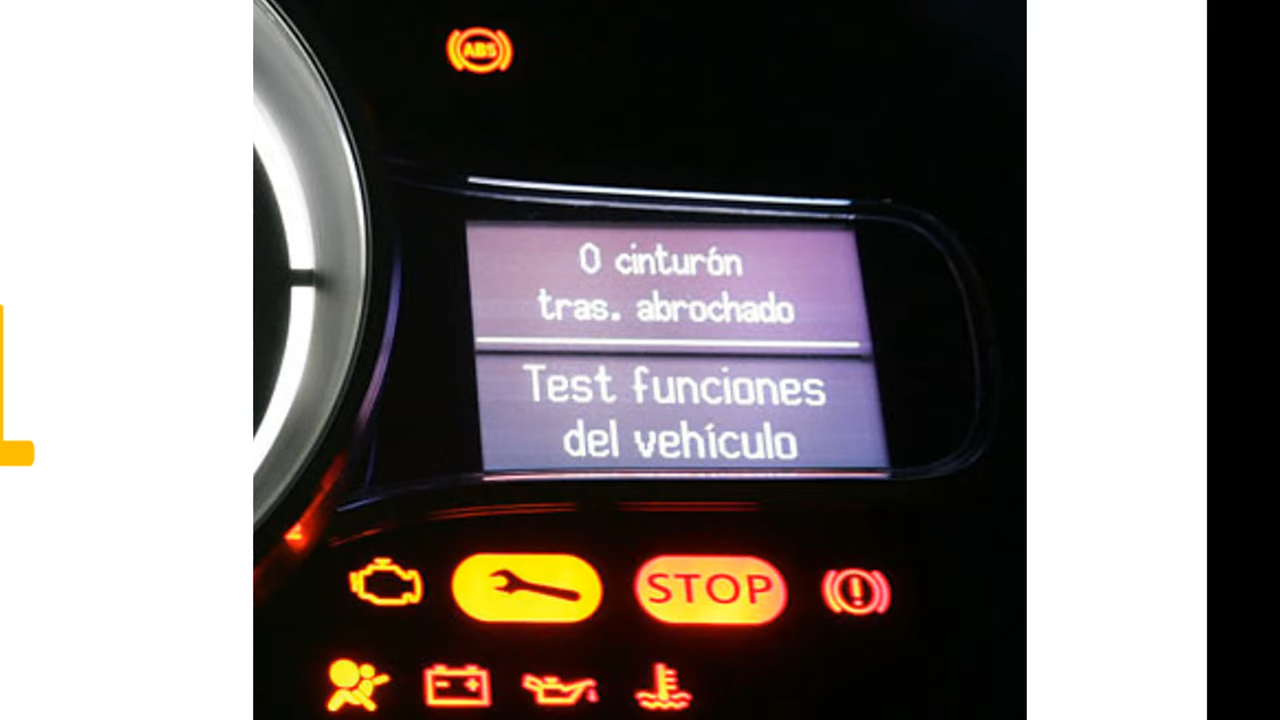 ABS
0 cinturón
tras. abrochado
Test funciones
del vehículo
STOP